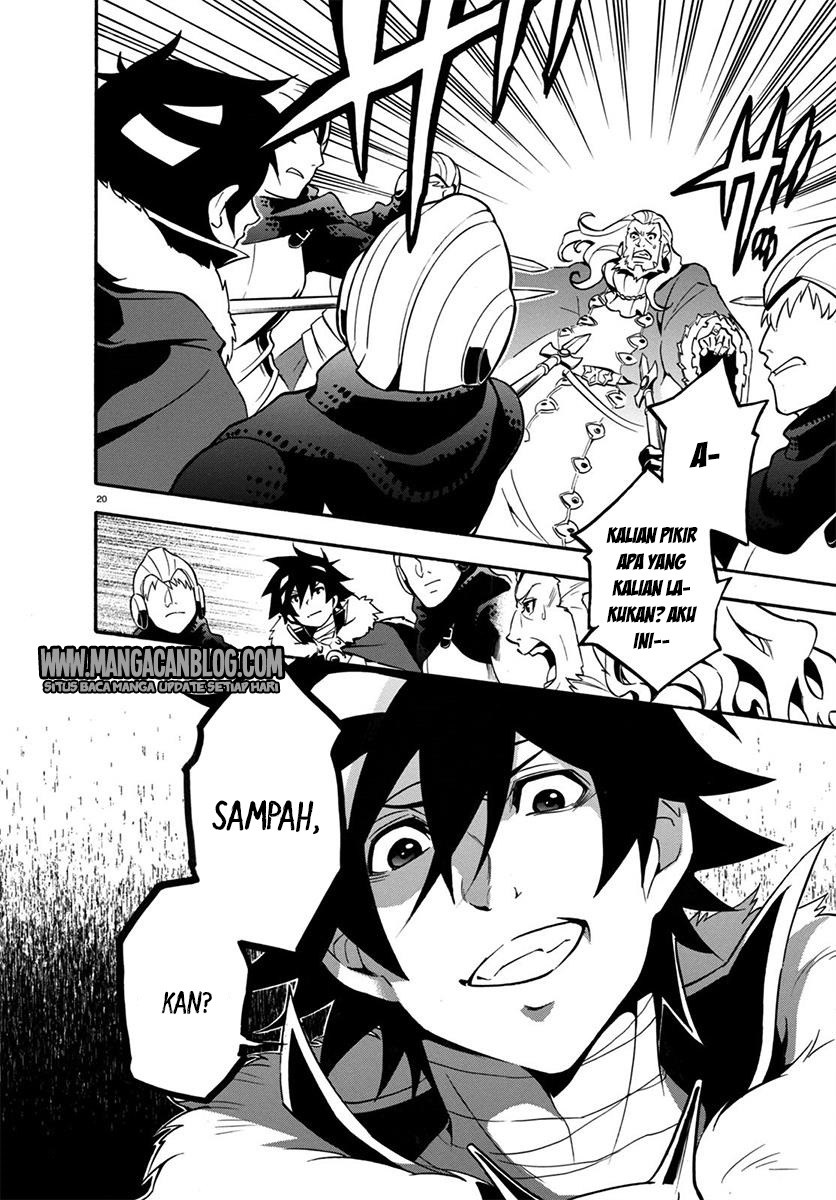 A-
KALIAN PIKIR
APA YANG
KALIAN LA-
KUKAN? AKU
INI--
20
WWW.MANGACANBLOG.COM
SITUS BACA MANGA UPDATE SETIAP HARI
SAMPAH,
KAN?